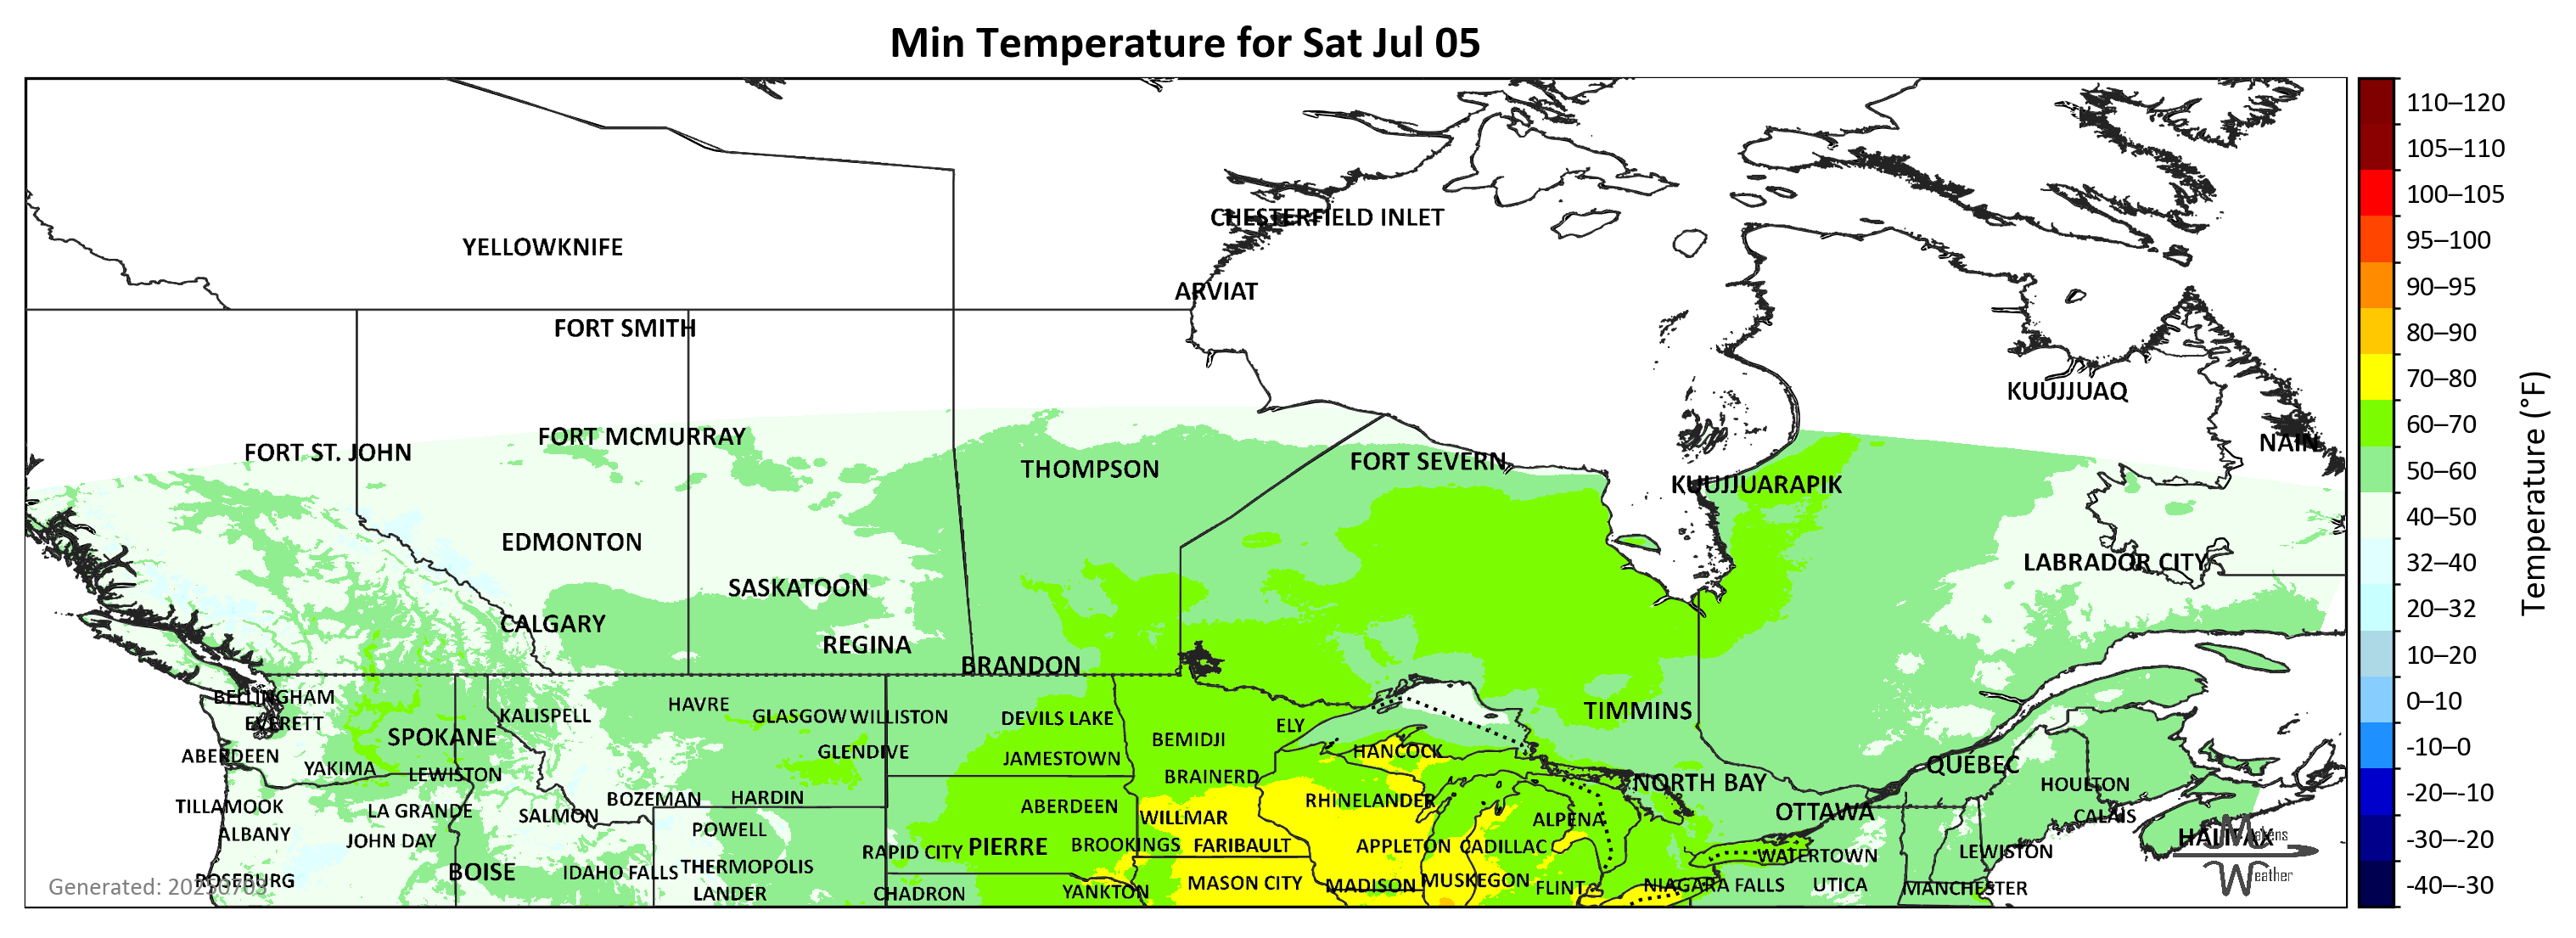 Min Temperature for Sat Jul 05
CHESTERFIELD INLET
YELLOWKNIFE
ARVIAT
FORT SMITH
KUUJJUAQ
FORT MCMURRAY
NAIN
FORT ST. JOHN
FORT SEVERN
THOMPSON
KUUJJUARAPIK
EDMONTON
LABRADOR CITY
SASKATOON
CALGARY
REGINA
BRANDON
BELLINGHAM
HAVRE
TIMMINS
KALISPELL
GLASGOW
WILLISTON
DEVILS LAKE
EVERETT
ELY
SPOKANE
BEMIDJI
GLENDIVE
HANCOCK
ABERDEEN
JAMESTOWN
QUÉBEC
YAKIMA
LEWISTON
BRAINERD
NORTH BAY
HOULTON
BOZEMAN
HARDIN
RHINELANDER
TILLAMOOK
ABERDEEN
LA GRANDE
OTTAWA
SALMON
WILLMAR
ALPENA
CALAIS
POWELL
ALBANY
HALIFAX
Makens
JOHN DAY
BROOKINGS
FARIBAULT
APPLETON
CADILLAC
PIERRE
RAPID CITY
LEWISTON
WATERTOWN
THERMOPOLIS
BOISE
IDAHO FALLS
Weather
ROSEBURG
MUSKEGON
MASON CITY
MADISON
NIAGARA FALLS
UTICA
Generated: 20250703
FLINT
MANCHESTER
YANKTON
LANDER
CHADRON
110–120
105–110
100–105
95–100
90–95
80–90
70–80
60–70
50–60
40–50
32–40
20–32
10–20
0–10
-10–0
-20–-10
-30–-20
-40–-30
Temperature (°F)